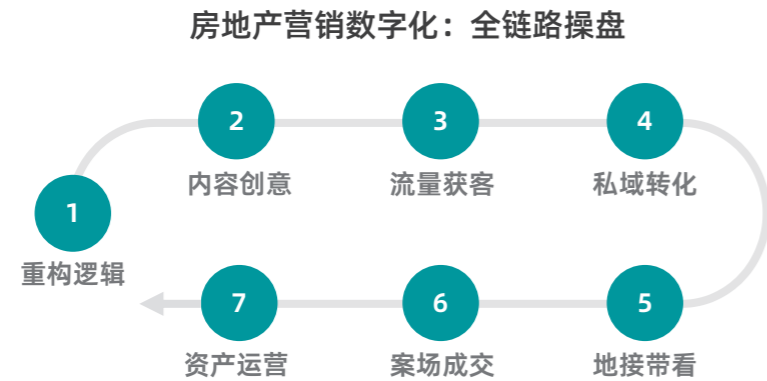 房地产营销数字化：全链路操盘
1
重构逻辑
2
内容创意
3
流量获客
4
私域转化
5
地接带看
6
案场成交
7
资产运营